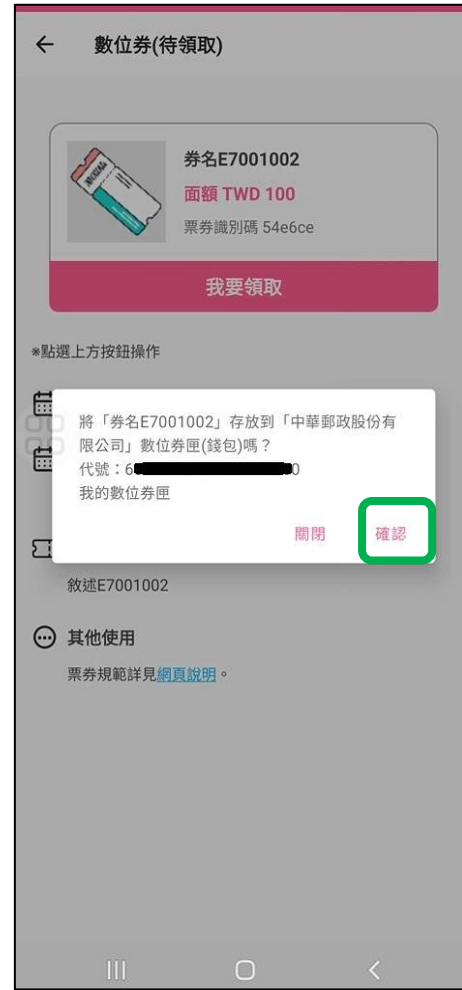 數位券(待領取)
券名E7001002
面額 TWD 100
票券識別碼 54e6ce
我要領取
※點選上方按鈕操作
將「券名E7001002」存放到「中華郵政股份有
限公司」數位券匣(錢包)嗎？
代號：6 0
我的數位券匣
關閉
確認
敘述E7001002
其他使用
票券規範詳見網頁說明。